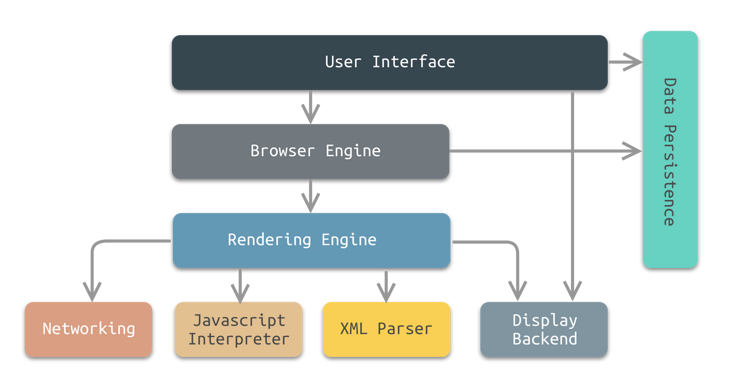 User Interface
Data Persistence
Browser Engine
Rendering Engine
Networking
Javascript
Interpreter
XML Parser
Display
Backend